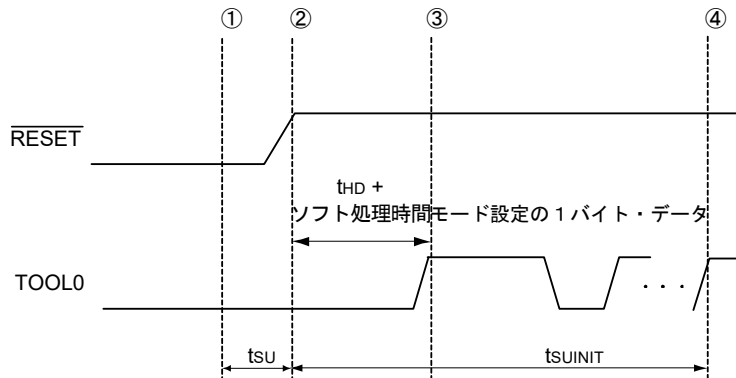 ① ② ③ ④
RESET
tHD +
ソフト処理時間モード設定の1バイト・データ
TOOL0
・・・
tSU tSUINIT